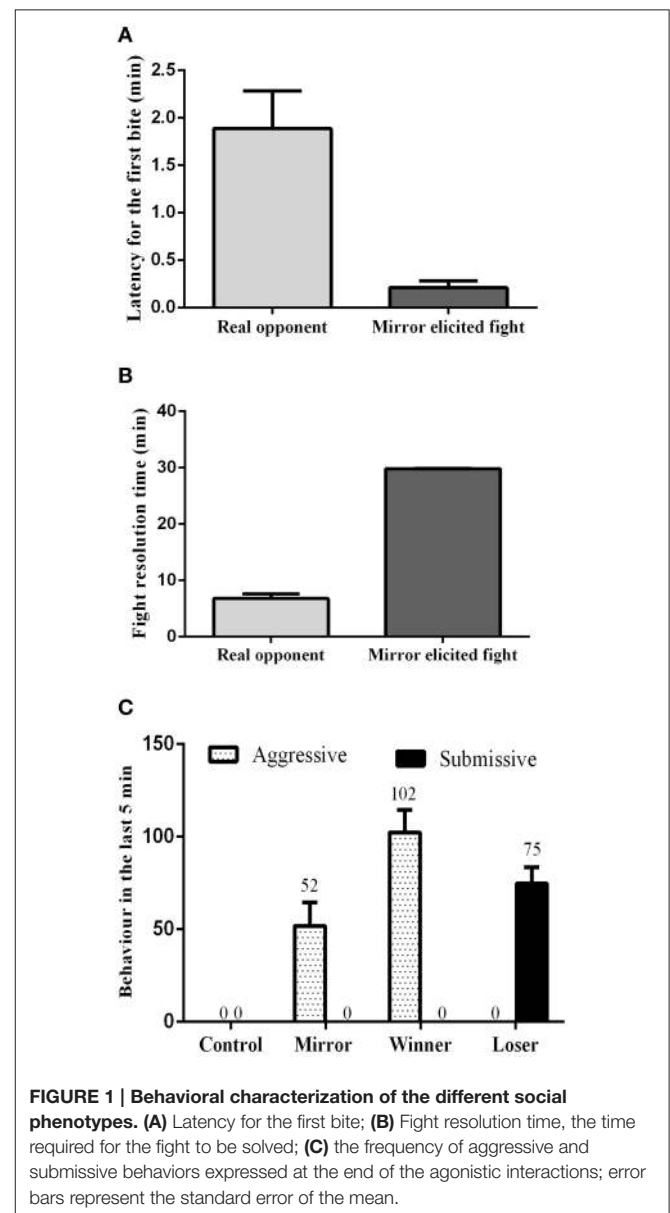 A
Latency for the first bite (min)
2.5
2.0
1.5
1.0
0.5
0.0
Real opponent Mirror elicited fight
B
Fight resolution time (min)
40
30
20
10
0
Real opponent Mirror elicited fight
C
Behaviour in the last 5 min
150
100
50
0
Aggressive Submissive
0 0 52 0 102 0 0 75
Control Mirror Winner Loser
FIGURE 1 | Behavioral characterization of the different social
phenotypes. (A) Latency for the first bite; (B) Fight resolution time, the time
required for the fight to be solved; (C) the frequency of aggressive and
submissive behaviors expressed at the end of the agonistic interactions; error
bars represent the standard error of the mean.